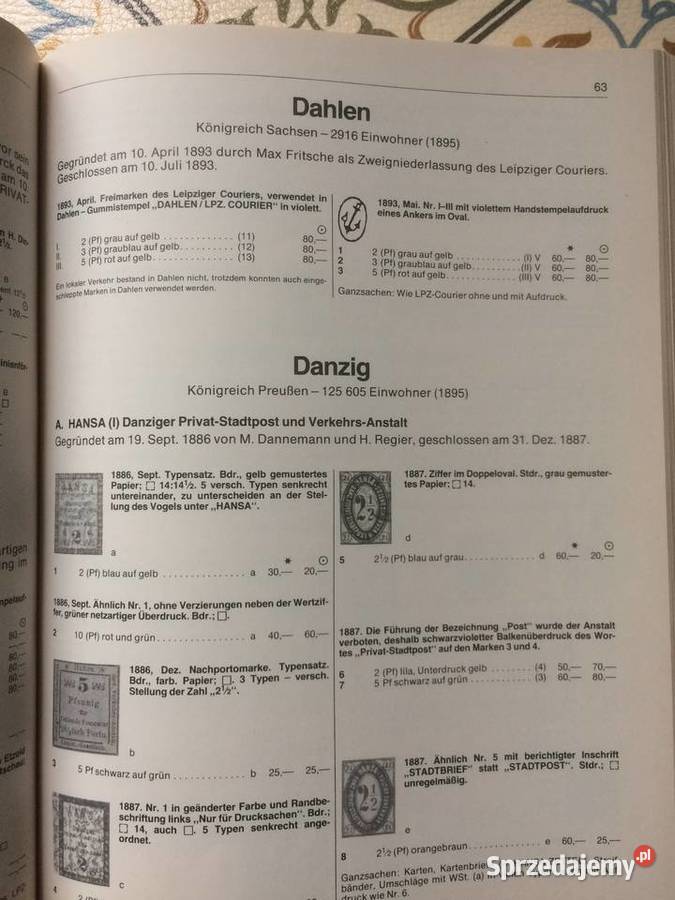 63
Dahlen
Königreich Sachsen – 2916 Einwohner (1895)
Gegründet am 10. April 1893 durch Max Fritsche als Zweigniederlassung des Leipziger Couriers.
Geschlossen am 10. Juli 1893.
1893, April. Freimarken des Leipziger Couriers, verwendet in
Dahlen – Gummistempel „DAHLEN / LPZ. COURIER" in violett.
I. 2 (Pf) grau auf gelb (11) 80,—
II. 3 (Pf) graublau auf gelb (12) 80,—
III. 5 (Pf) rot auf gelb (13) 80,—
Ein lokaler Verkehr bestand in Dahlen nicht, trotzdem konnten auch einge-
schleppte Marken in Dahlen verwendet werden.
1893, Mai. Nr. I–III mit violettem Handstempelaufdruck
eines Ankers im Oval.
1 2 (Pf) grau auf gelb (I) V 60,— 80,—
2 3 (Pf) graublau auf gelb (II) V 60,— 80,—
3 5 (Pf) rot auf gelb (III) V 60,— 80,—
Ganzsachen: Wie LPZ-Courier ohne und mit Aufdruck.
Danzig
Königreich Preußen – 125 605 Einwohner (1895)
A. HANSA (I) Danziger Privat-Stadtpost und Verkehrs-Anstalt
Gegründet am 19. Sept. 1886 von M. Dannemann und H. Regier, geschlossen am 31. Dez. 1887.
1886, Sept. Typensatz. Bdr., gelb gemustertes
Papier; □ 14:14½. 5 versch. Typen senkrecht
untereinander, zu unterscheiden an der Stel-
lung des Vogels unter „HANSA".
a
1 2 (Pf) blau auf gelb a 30,— 20,—
1886, Sept. Ähnlich Nr. 1, ohne Verzierungen neben der Wertzif-
fer, grüner netzartiger Überdruck. Bdr.; □.
2 10 (Pf) rot und grün a 40,— 60,—
1886, Dez. Nachportomarke. Typensatz.
Bdr., farb. Papier; □. 3 Typen – versch.
Stellung der Zahl „2½".
b
3 5 Pf schwarz auf grün b 25,— 25,—
1887. Nr. 1 in geänderter Farbe und Randbe-
schriftung links „Nur für Drucksachen". Bdr.;
□ 14, auch □. 5 Typen senkrecht ange-
ordnet.
c
4
1887. Ziffer im Doppeloval. Stdr., grau gemuster-
tes Papier; □ 14.
d
5 2½ (Pf) blau auf grau d 60,— 20,—
1887. Die Führung der Bezeichnung „Post" wurde der Anstalt
verboten, deshalb schwarzvioletter Balkenüberdruck des Wor-
tes „Privat-Stadtpost" auf den Marken 3 und 4.
6 2 (Pf) lila, Unterdruck gelb (4) 50,— 70,—
7 5 Pf schwarz auf grün (3) 60,— 80,—
1887. Ähnlich Nr. 5 mit berichtigter Inschrift
„STADTBRIEF" statt „STADTPOST". Stdr.; □
unregelmäßig.
e
8 2½ (Pf) orangebraun e 60,— 25,—
Ganzsachen: Karten, Kartenbriefe
bänder, Umschläge mit WSt. (a) in
druck wie Nr. 6.
Sprzedajemy.pl